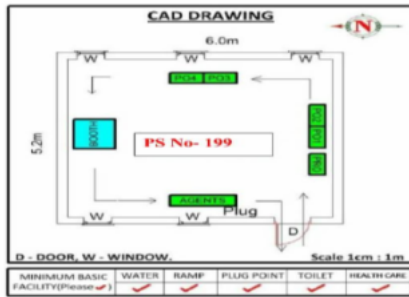 CAD DRAWING
N
6.0m
W W W
PO4 PO3
5.2m
BOOTH
PS No- 199
PO2
PO1
PRO
AGENTS
Plug
W W
D
D - DOOR, W - WINDOW. Scale 1cm : 1m
MINIMUM BASIC FACILITY(Please✓) WATER RAMP PLUG POINT TOILET HEALTH CARE
✓ ✓ ✓ ✓ ✓